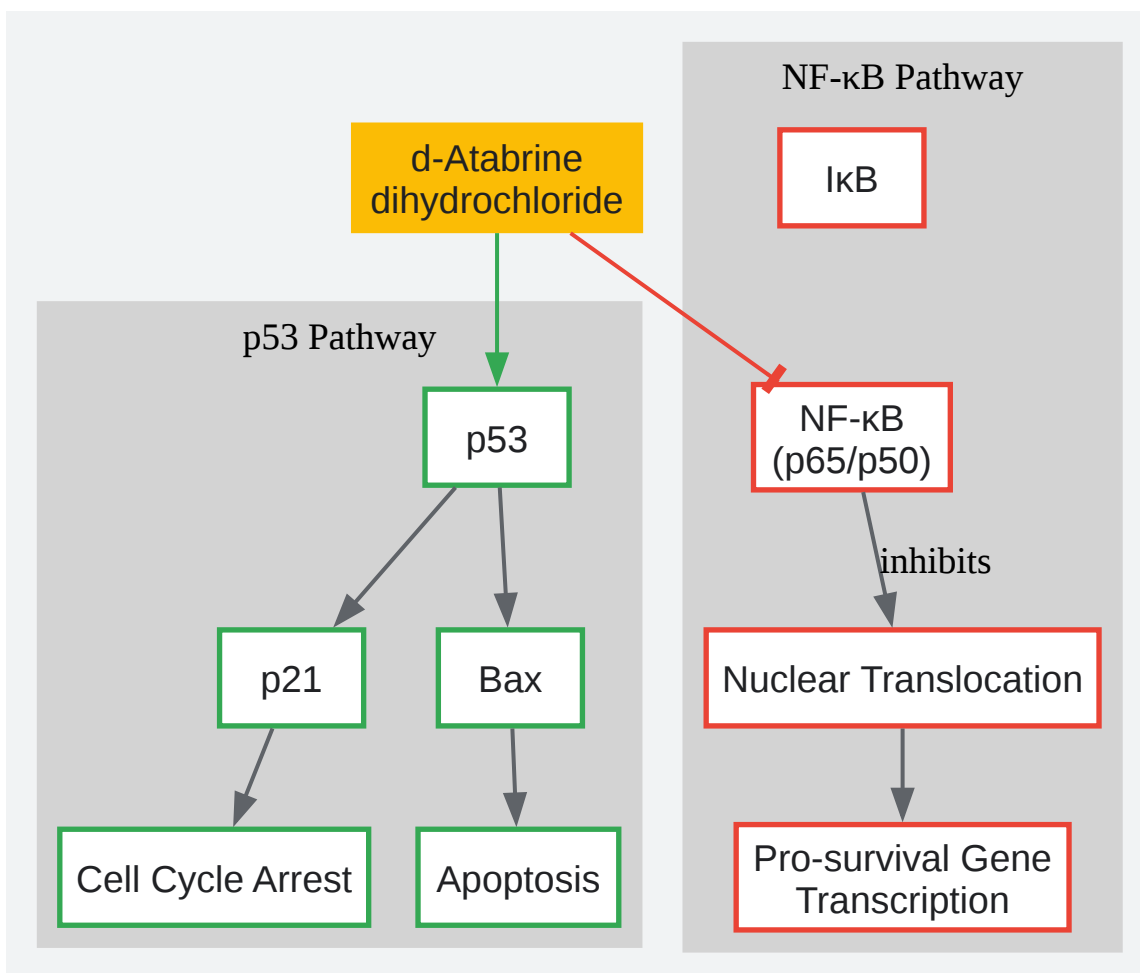 NF-κB Pathway
IκB
d-Atabrine
dihydrochloride
p53 Pathway
p53
NF-κB
(p65/p50)
inhibits
p21
Bax
Nuclear Translocation
Cell Cycle Arrest
Apoptosis
Pro-survival Gene
Transcription